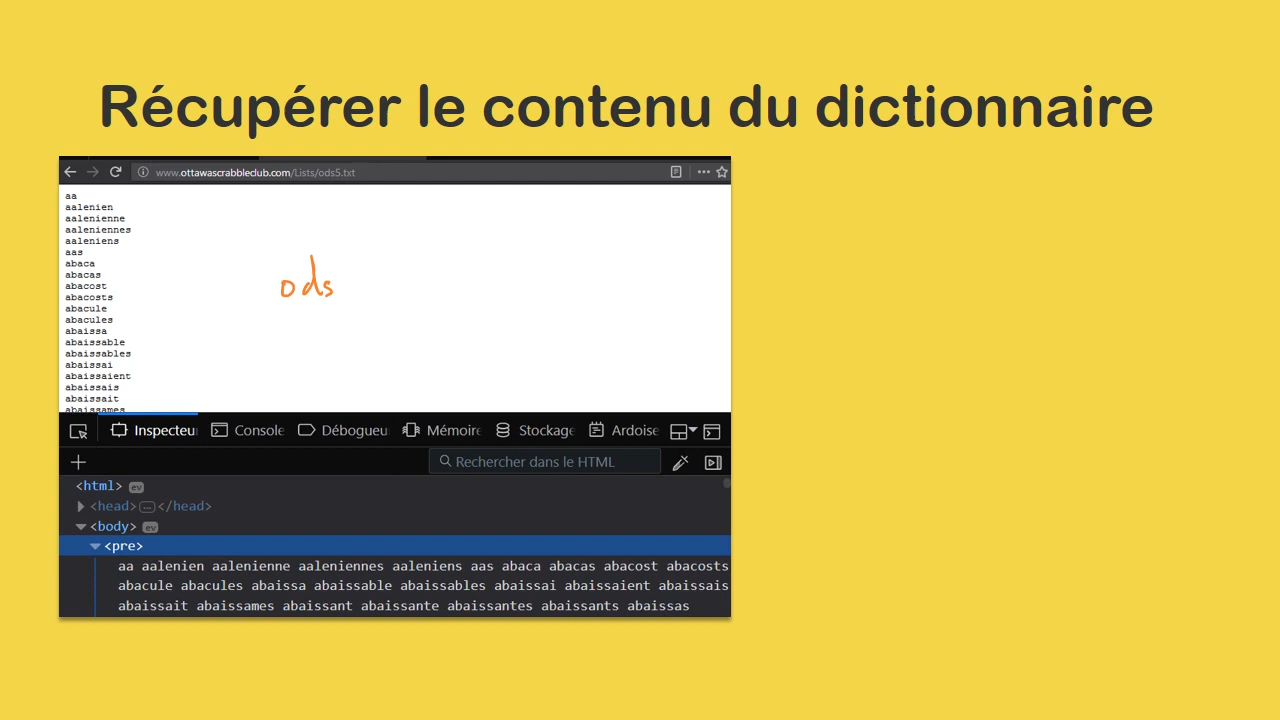 Récupérer le contenu du dictionnaire
www.ottawascrabbleclub.com/Lists/ods5.txt
aa
aalenien
aalenienne
aaleniennes
aaleniens
aas
abaca
abacas
abacost
abacosts
abacule
abacules
abaissa
abaissable
abaissables
abaissai
abaissaient
abaissais
abaissait
abaissames
ods
Inspecteu Console Débogueu Mémoire Stockage Ardoise
Rechercher dans le HTML
<html> ev
<head> … </head>
<body> ev
<pre>
aa aalenien aalenienne aaleniennes aaleniens aas abaca abacas abacost abacosts
abacule abacules abaissa abaissable abaissables abaissai abaissaient abaissais
abaissait abaissames abaissant abaissante abaissantes abaissants abaissas